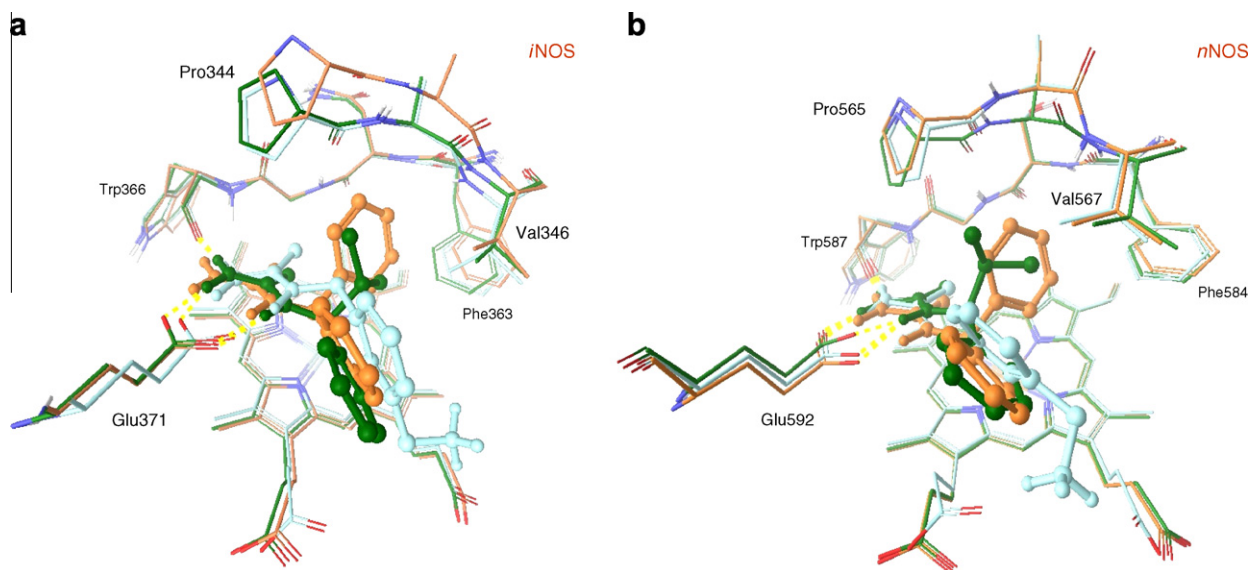 a
iNOS
Pro344
Trp366
Val346
Phe363
Glu371
b
nNOS
Pro565
Val567
Trp587
Phe584
Glu592